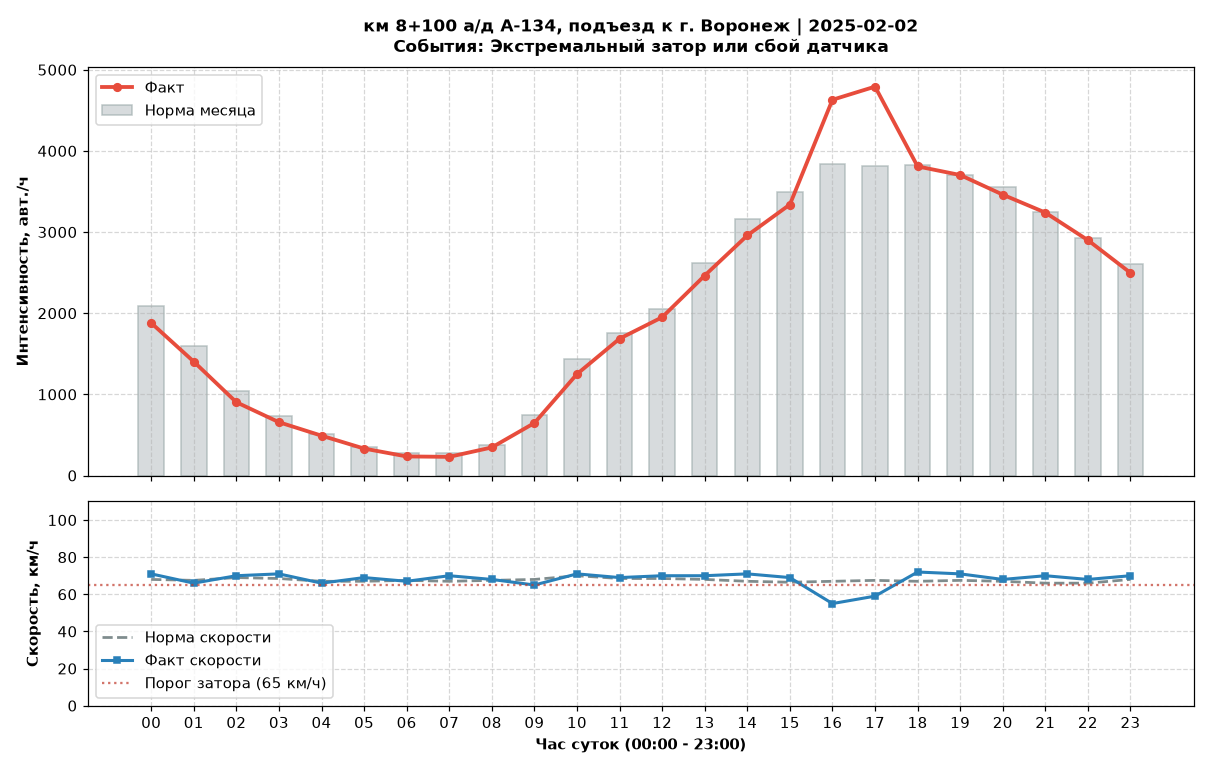 км 8+100 а/д А-134, подъезд к г. Воронеж | 2025-02-02
События: Экстремальный затор или сбой датчика
Факт
Норма месяца
Интенсивность, авт./ч
5000
4000
3000
2000
1000
0
Скорость, км/ч
100
80
60
40
20
0
Норма скорости
Факт скорости
Порог затора (65 км/ч)
00 01 02 03 04 05 06 07 08 09 10 11 12 13 14 15 16 17 18 19 20 21 22 23
Час суток (00:00 - 23:00)